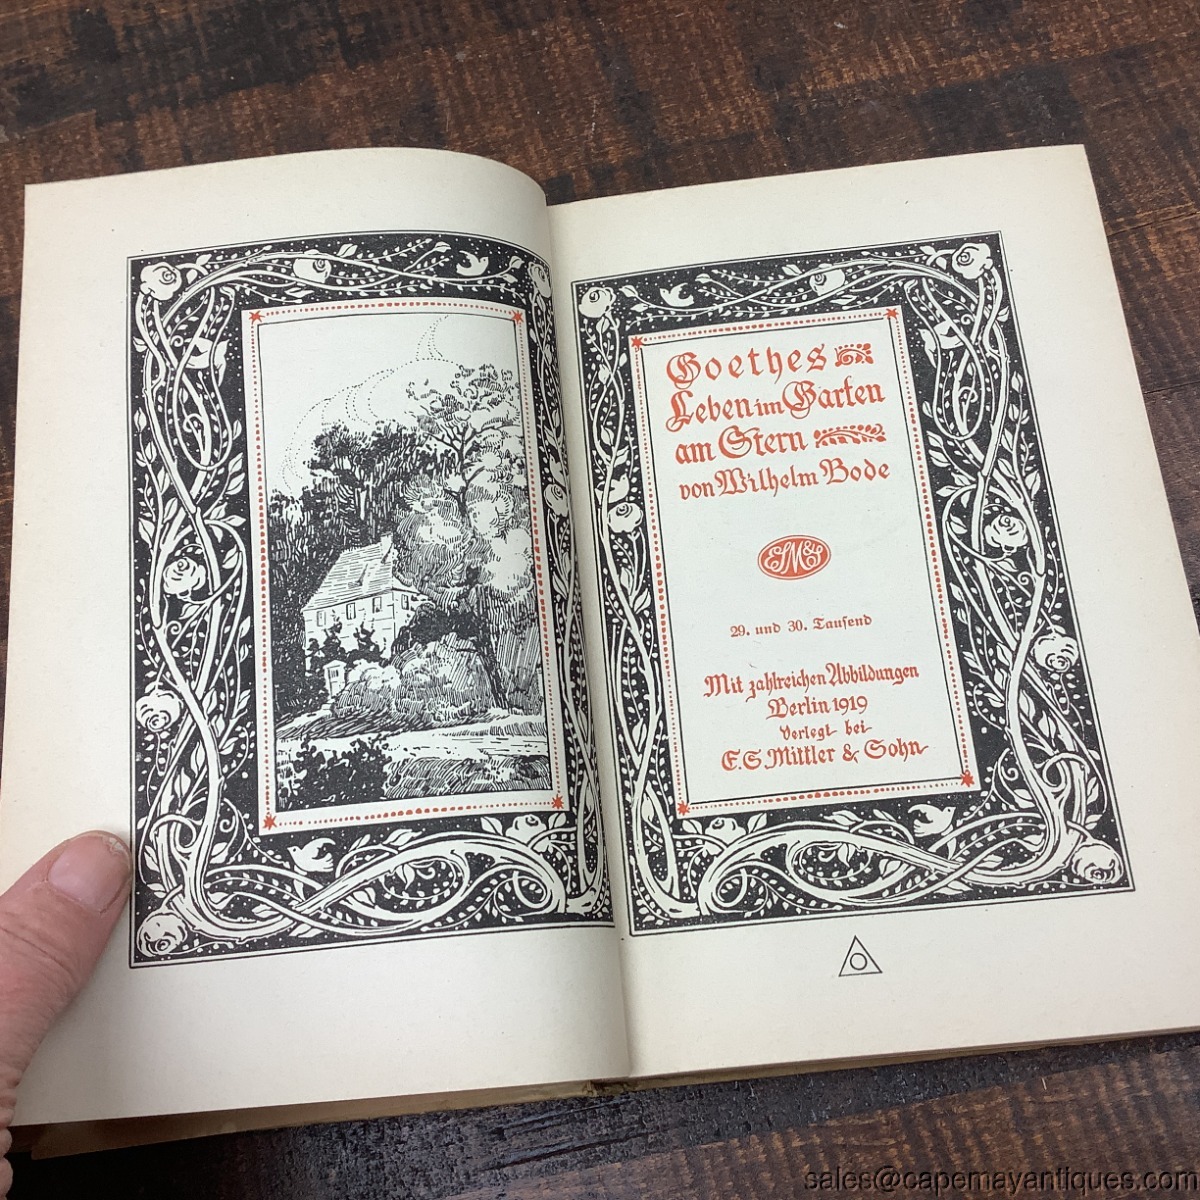 Goethes
Leben im Garten
am Stern
von Wilhelm Bode
ESM&S
29. und 30. Tausend
Mit zahlreichen Abbildungen
Berlin 1919
Verlegt bei
E.S. Mittler & Sohn
sales@capemayantiques.com